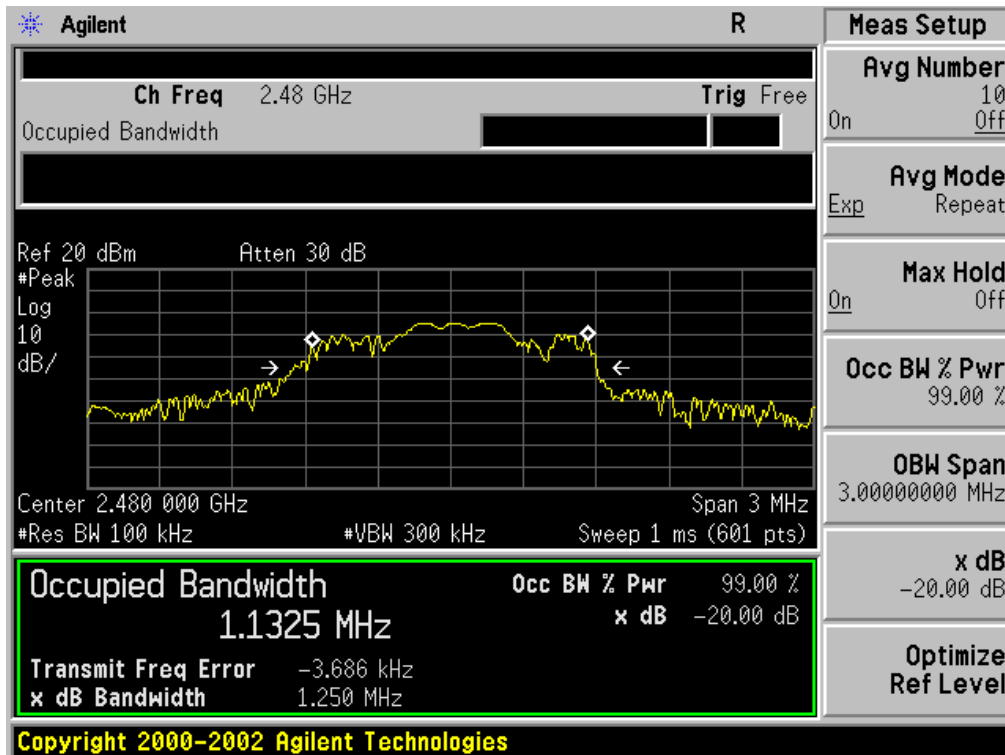 Agilent R
Ch Freq 2.48 GHz Trig Free
Occupied Bandwidth
Ref 20 dBm Atten 30 dB
#Peak
Log
10
dB/
Center 2.480 000 GHz Span 3 MHz
#Res BW 100 kHz #VBW 300 kHz Sweep 1 ms (601 pts)
Occupied Bandwidth
1.1325 MHz
Occ BW % Pwr 99.00 %
x dB -20.00 dB
Transmit Freq Error -3.686 kHz
x dB Bandwidth 1.250 MHz
Copyright 2000-2002 Agilent Technologies
Meas Setup
Avg Number
10
On Off
Avg Mode
Exp Repeat
Max Hold
On Off
Occ BW % Pwr
99.00 %
OBW Span
3.00000000 MHz
x dB
-20.00 dB
Optimize
Ref Level